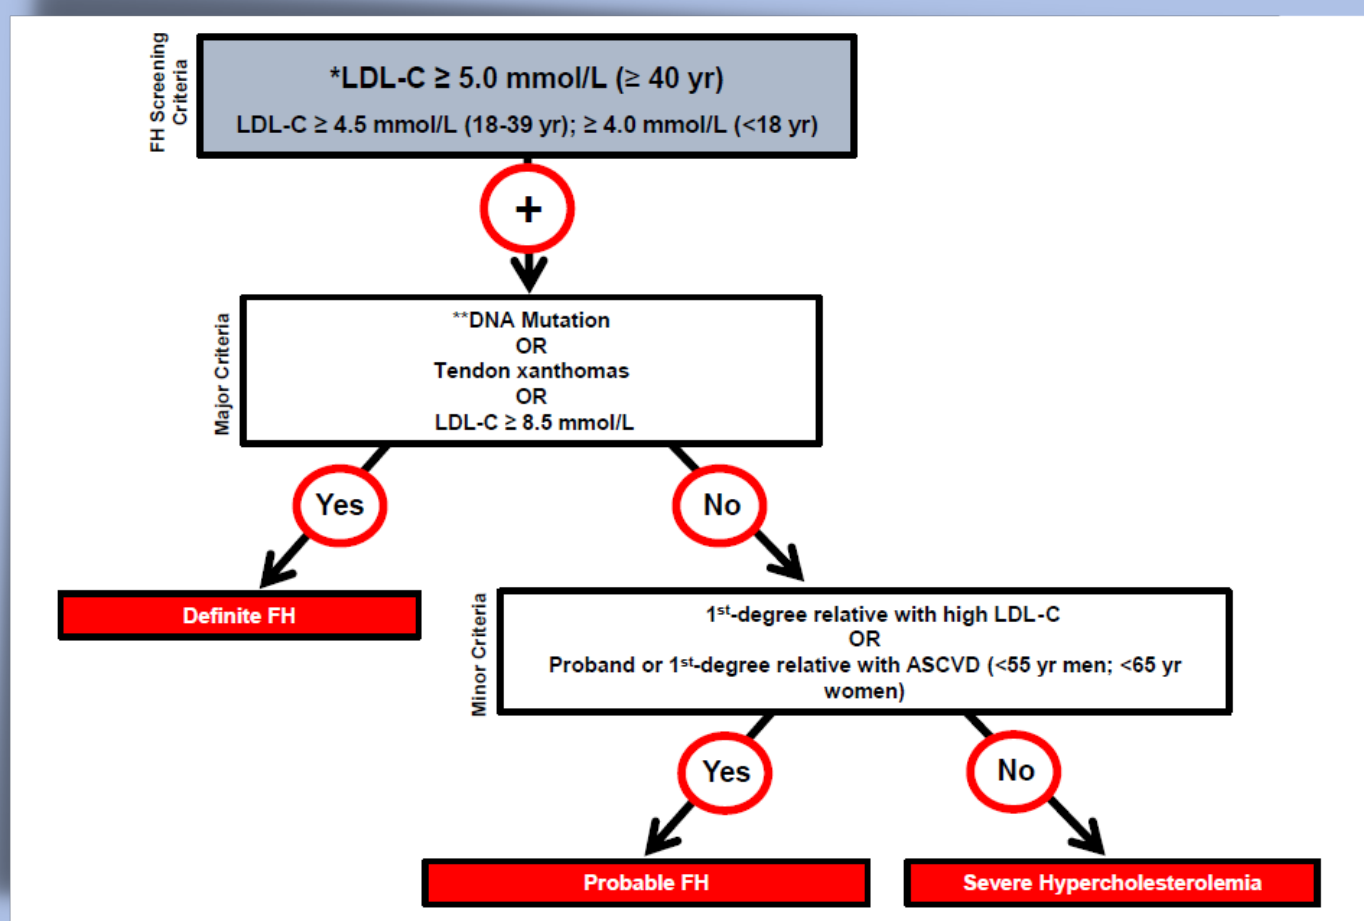 FH Screening
Criteria
*LDL-C ≥ 5.0 mmol/L (≥ 40 yr)
LDL-C ≥ 4.5 mmol/L (18-39 yr); ≥ 4.0 mmol/L (<18 yr)
+
Major Criteria
**DNA Mutation
OR
Tendon xanthomas
OR
LDL-C ≥ 8.5 mmol/L
Yes
No
Definite FH
Minor Criteria
1st-degree relative with high LDL-C
OR
Proband or 1st-degree relative with ASCVD (<55 yr men; <65 yr
women)
Yes
No
Probable FH
Severe Hypercholesterolemia